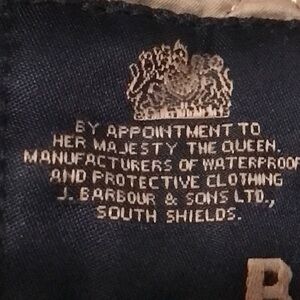 BY APPOINTMENT TO
HER MAJESTY THE QUEEN.
MANUFACTURERS OF WATERPROOF
AND PROTECTIVE CLOTHING
J. BARBOUR & SONS LTD.,
SOUTH SHIELDS.
B